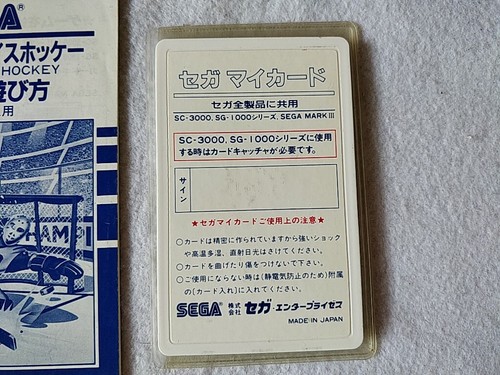 GA
イスホッケー
HOCKEY
遊び方
用
CHAMPI
セガ マイカード
セガ全製品に共用
SC-3000, SG-1000シリーズ, SEGA MARKⅢ
SC-3000, SG-1000シリーズに使用
する時はカードキャッチャが必要です。
サイン
★セガマイカードご使用上の注意★
○カードは精密に作られていますから強いショック
や高温多湿、直射日光はさけてください。
○カードを曲げたり傷をつけないで下さい。
○ご使用にならない時は(静電気防止のため)附属
の(カード入れ)に入れてください。
SEGA 株式会社 セガ・エンタープライゼス
MADE IN JAPAN